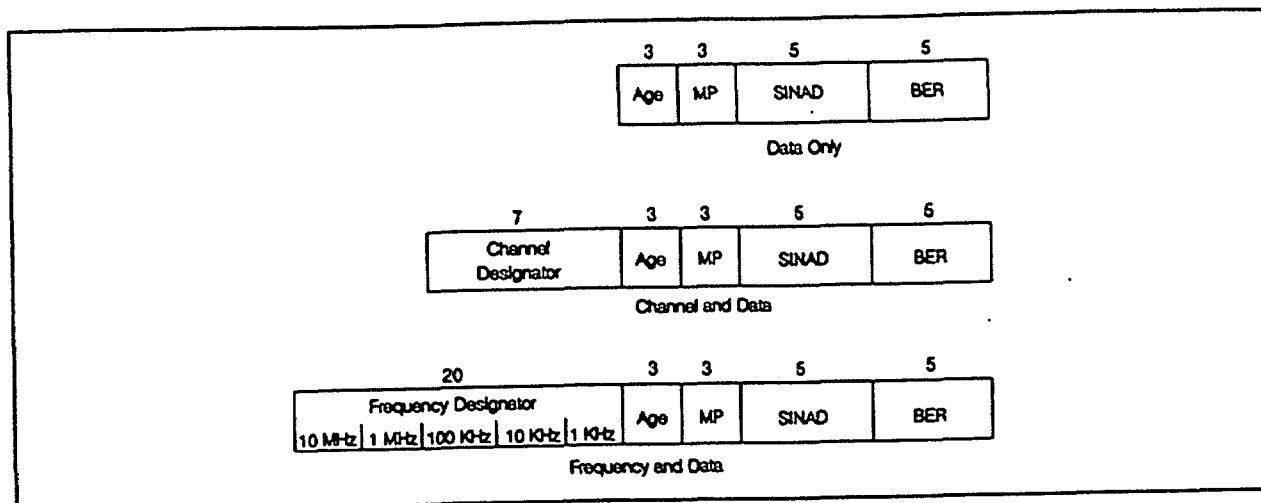 3 3 5 5
Age MP SINAD BER
Data Only
7 3 3 5 5
Channel
Designator Age MP SINAD BER
Channel and Data
20 3 3 5 5
Frequency Designator
10 MHz 1 MHz 100 KHz 10 KHz 1 KHz Age MP SINAD BER
Frequency and Data